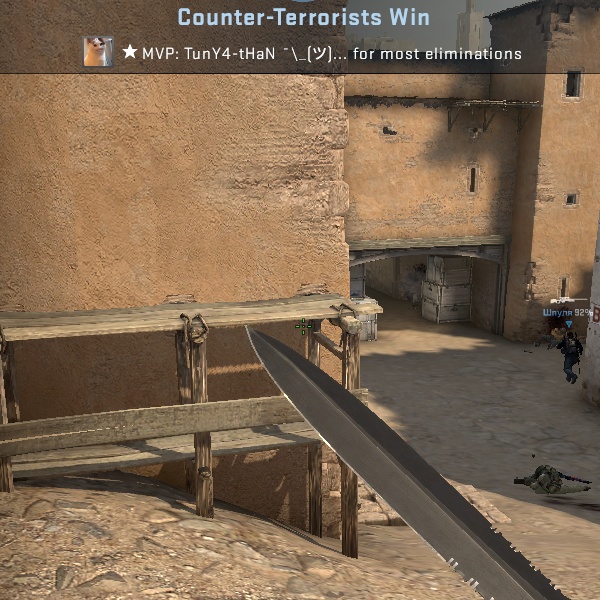 Counter-Terrorists Win
★ MVP: TunY4-tHaN ¯\_(ツ)... for most eliminations
Шпуля 92%
B